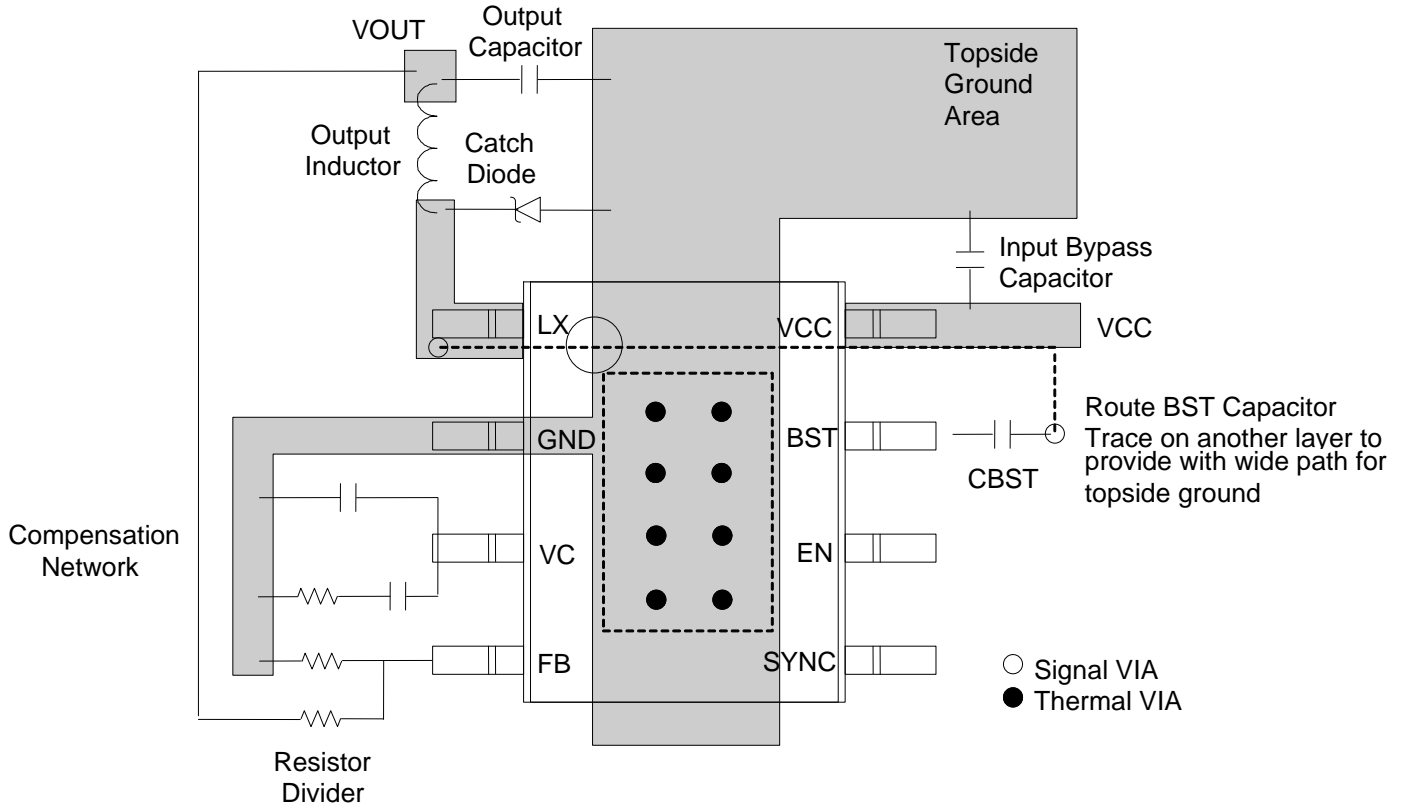 VOUT
Output
Capacitor
Topside
Ground
Area
Output
Inductor
Catch
Diode
Input Bypass
Capacitor
LX
VCC
VCC
GND
BST
CBST
Route BST Capacitor
Trace on another layer to
provide with wide path for
topside ground
Compensation
Network
VC
EN
FB
SYNC
Signal VIA
Thermal VIA
Resistor
Divider